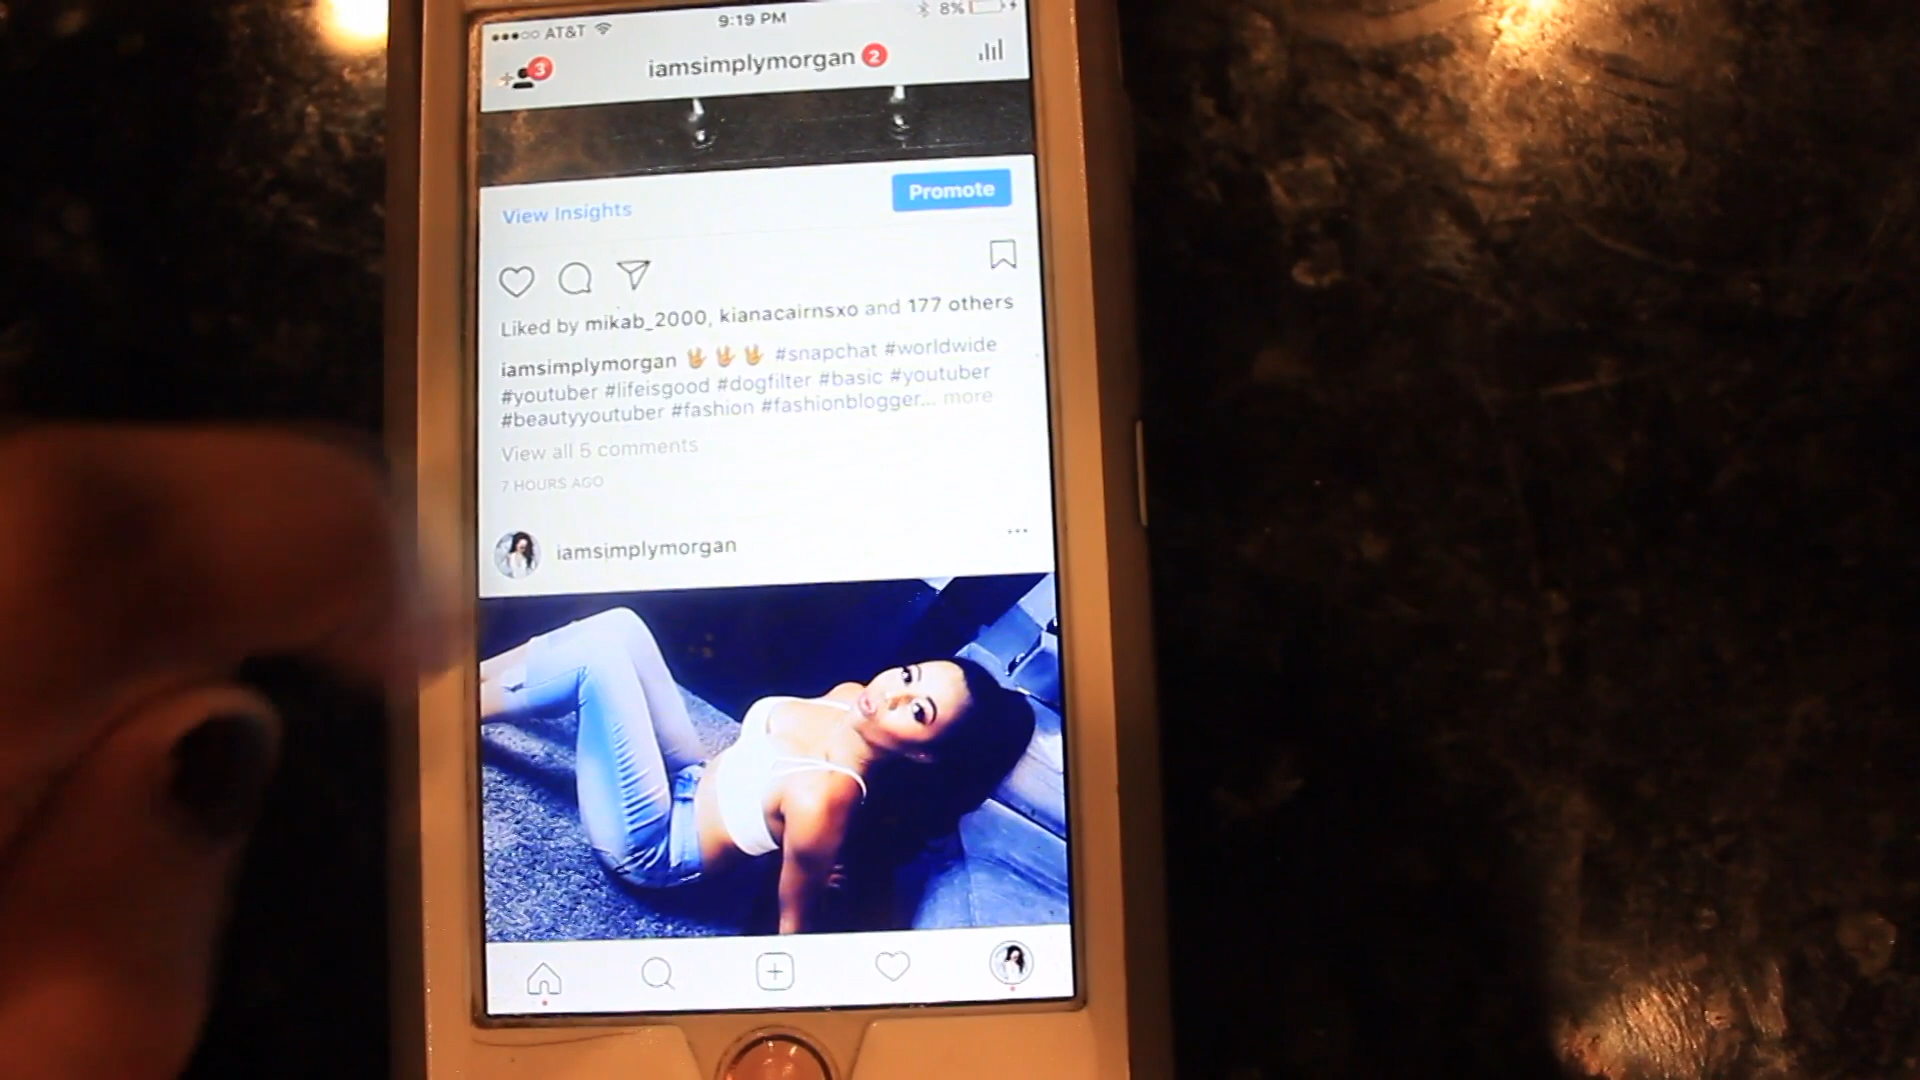 AT&T 9:19 PM 8%
3 iamsimplymorgan 2
View Insights Promote
Liked by mikab_2000, kianacairnsxo and 177 others
iamsimplymorgan #snapchat #worldwide
#youtuber #lifeisgood #dogfilter #basic #youtuber
#beautyyoutuber #fashion #fashionblogger... more
View all 5 comments
7 HOURS AGO
iamsimplymorgan